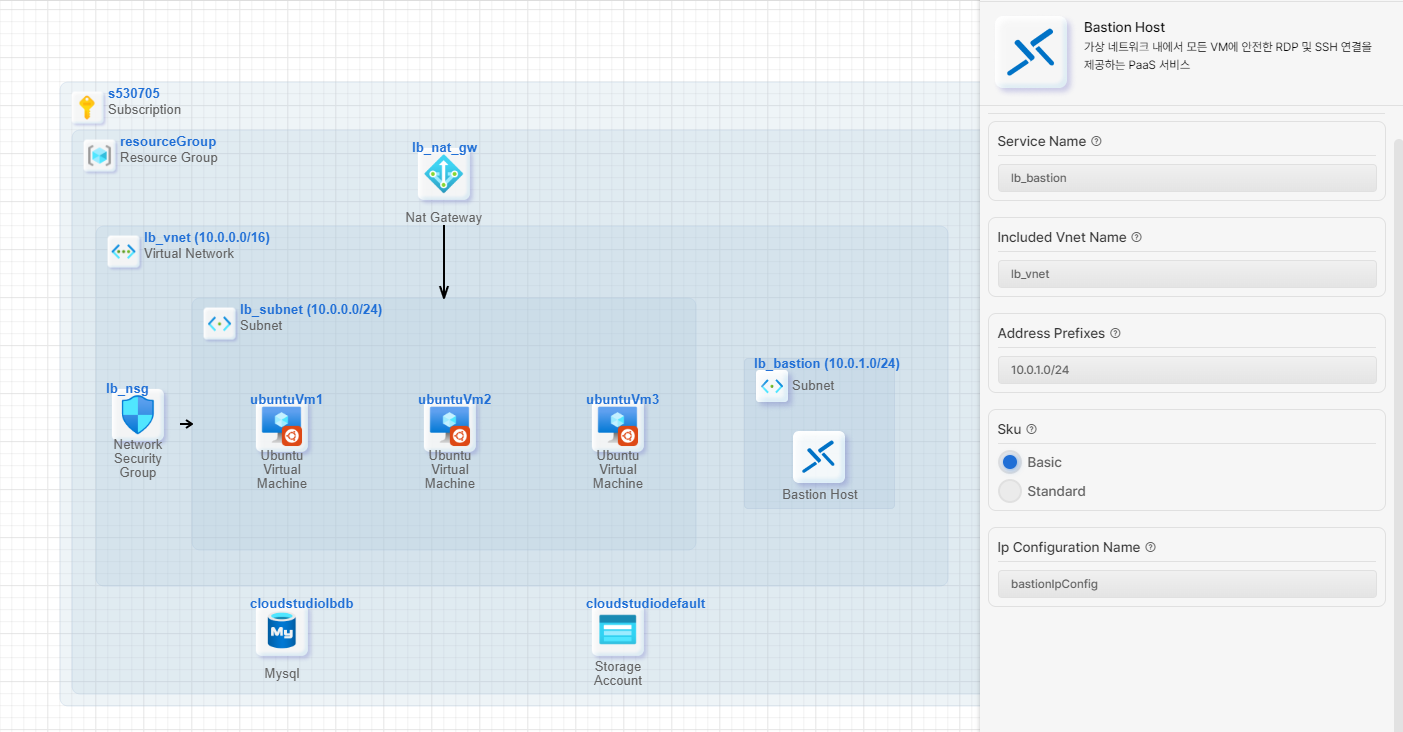 s530705
Subscription
resourceGroup
Resource Group
lb_nat_gw
Nat Gateway
lb_vnet (10.0.0.0/16)
Virtual Network
lb_subnet (10.0.0.0/24)
Subnet
lb_bastion (10.0.1.0/24)
Subnet
Bastion Host
lb_nsg
Network
Security
Group
ubuntuVm1
Ubuntu
Virtual
Machine
ubuntuVm2
Ubuntu
Virtual
Machine
ubuntuVm3
Ubuntu
Virtual
Machine
cloudstudiolbdb
My
Mysql
cloudstudiodefault
Storage
Account
Bastion Host
가상 네트워크 내에서 모든 VM에 안전한 RDP 및 SSH 연결을
제공하는 PaaS 서비스
Service Name
lb_bastion
Included Vnet Name
lb_vnet
Address Prefixes
10.0.1.0/24
Sku
Basic
Standard
Ip Configuration Name
bastionIpConfig